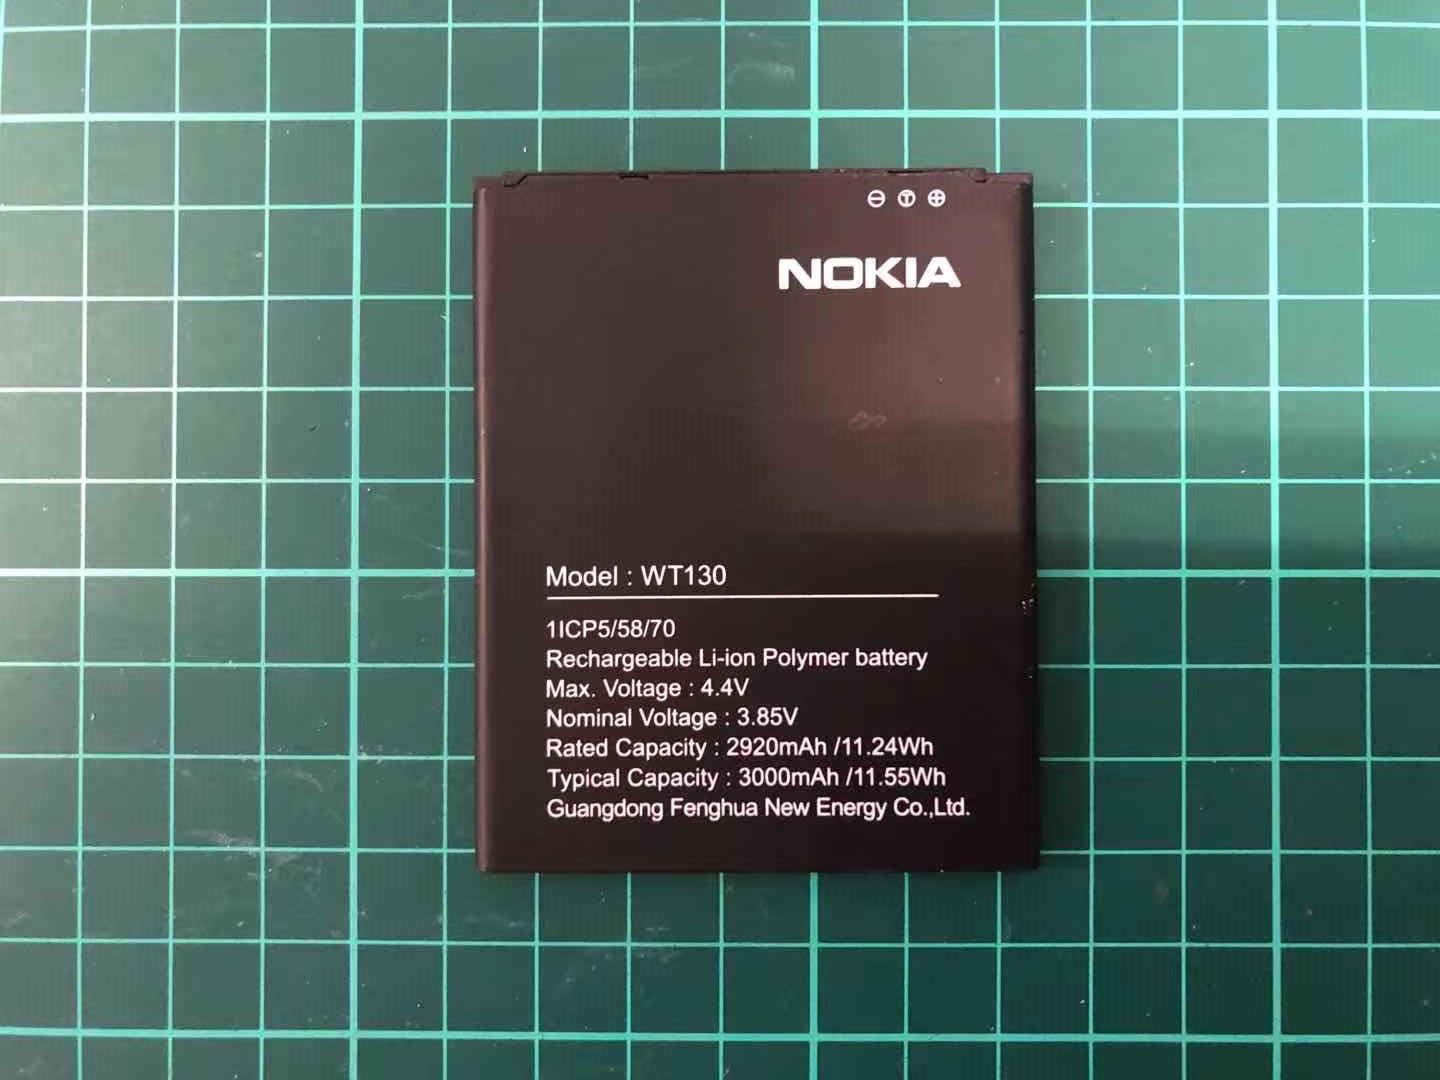 ⊖ Ⓣ ⊕
NOKIA
Model : WT130
1ICP5/58/70
Rechargeable Li-ion Polymer battery
Max. Voltage : 4.4V
Nominal Voltage : 3.85V
Rated Capacity : 2920mAh /11.24Wh
Typical Capacity : 3000mAh /11.55Wh
Guangdong Fenghua New Energy Co.,Ltd.